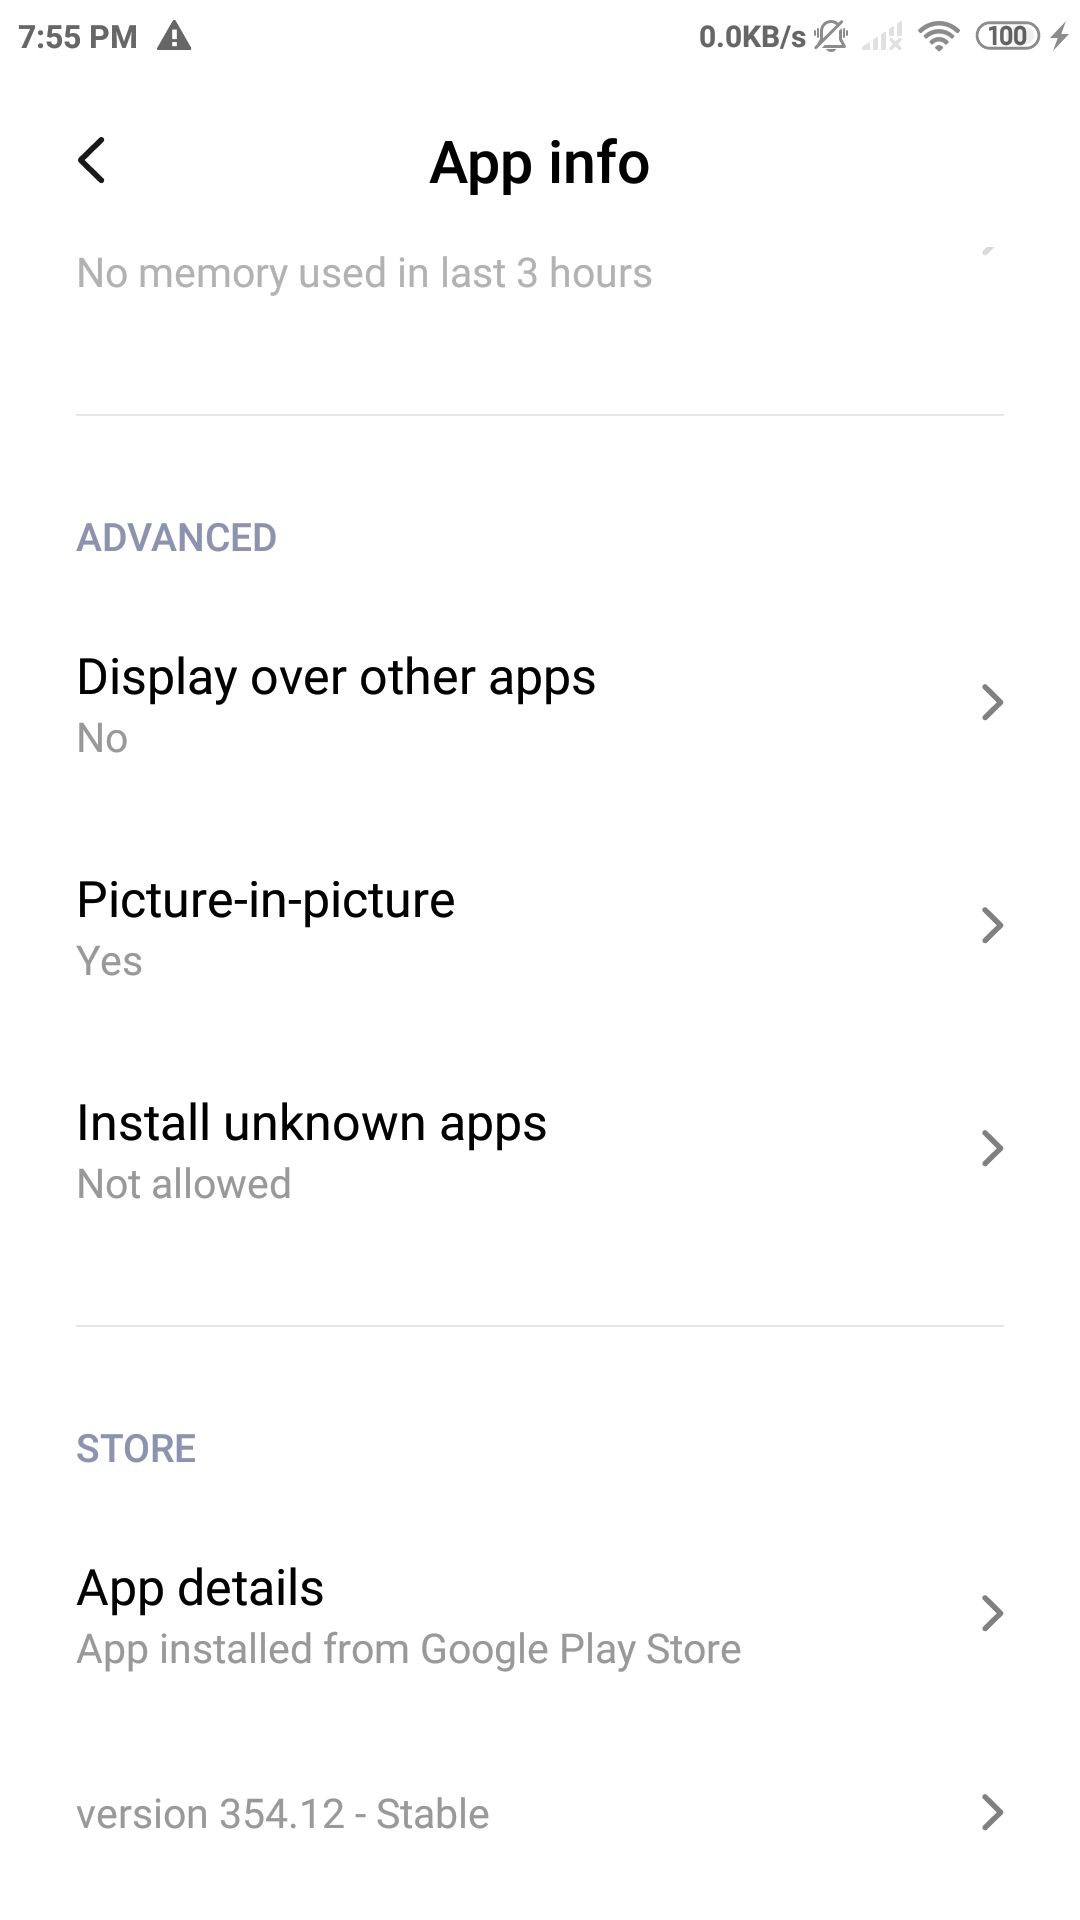 7:55 PM 0.0KB/s 100
App info
No memory used in last 3 hours
ADVANCED
Display over other apps
No
Picture-in-picture
Yes
Install unknown apps
Not allowed
STORE
App details
App installed from Google Play Store
version 354.12 - Stable